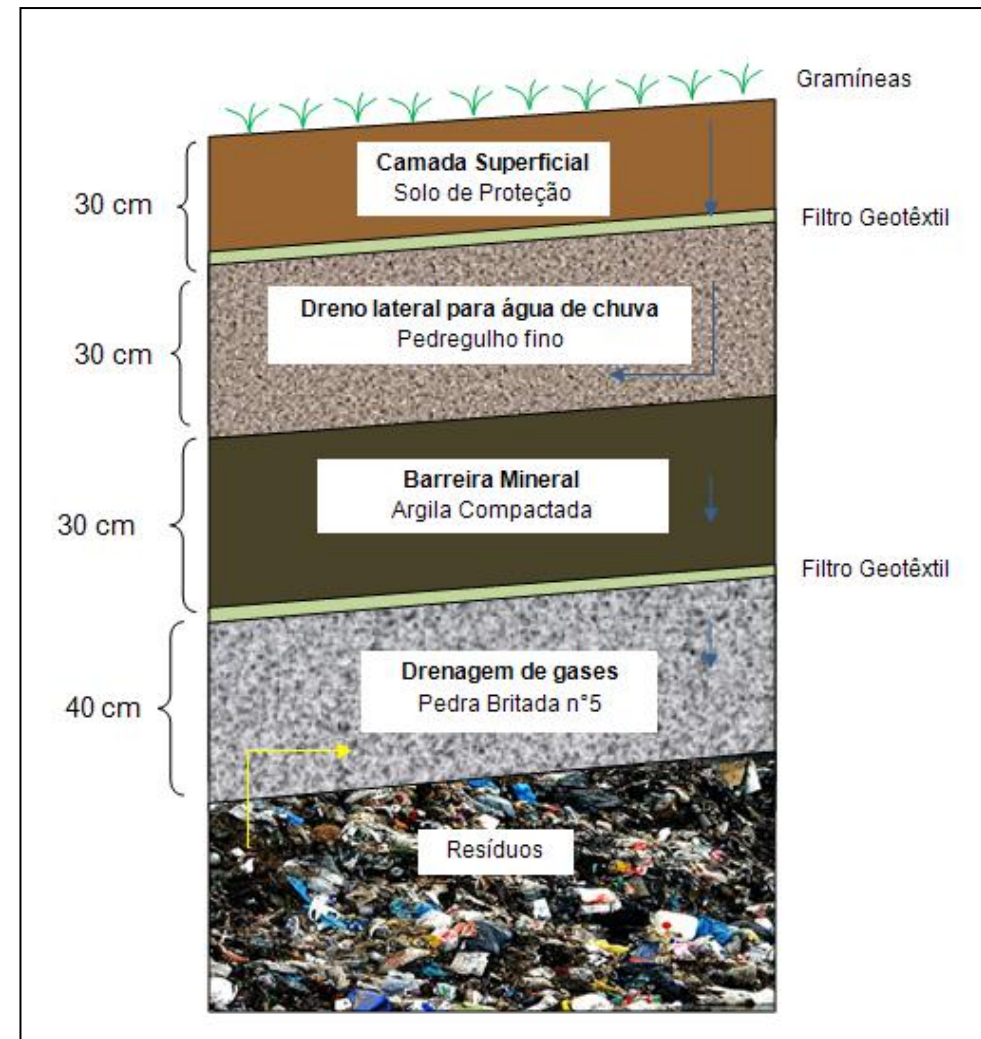 Gramíneas
Camada Superficial
Solo de Proteção
30 cm
Filtro Geotêxtil
Dreno lateral para água de chuva
Pedregulho fino
30 cm
Barreira Mineral
Argila Compactada
30 cm
Filtro Geotêxtil
Drenagem de gases
Pedra Britada n°5
40 cm
Resíduos